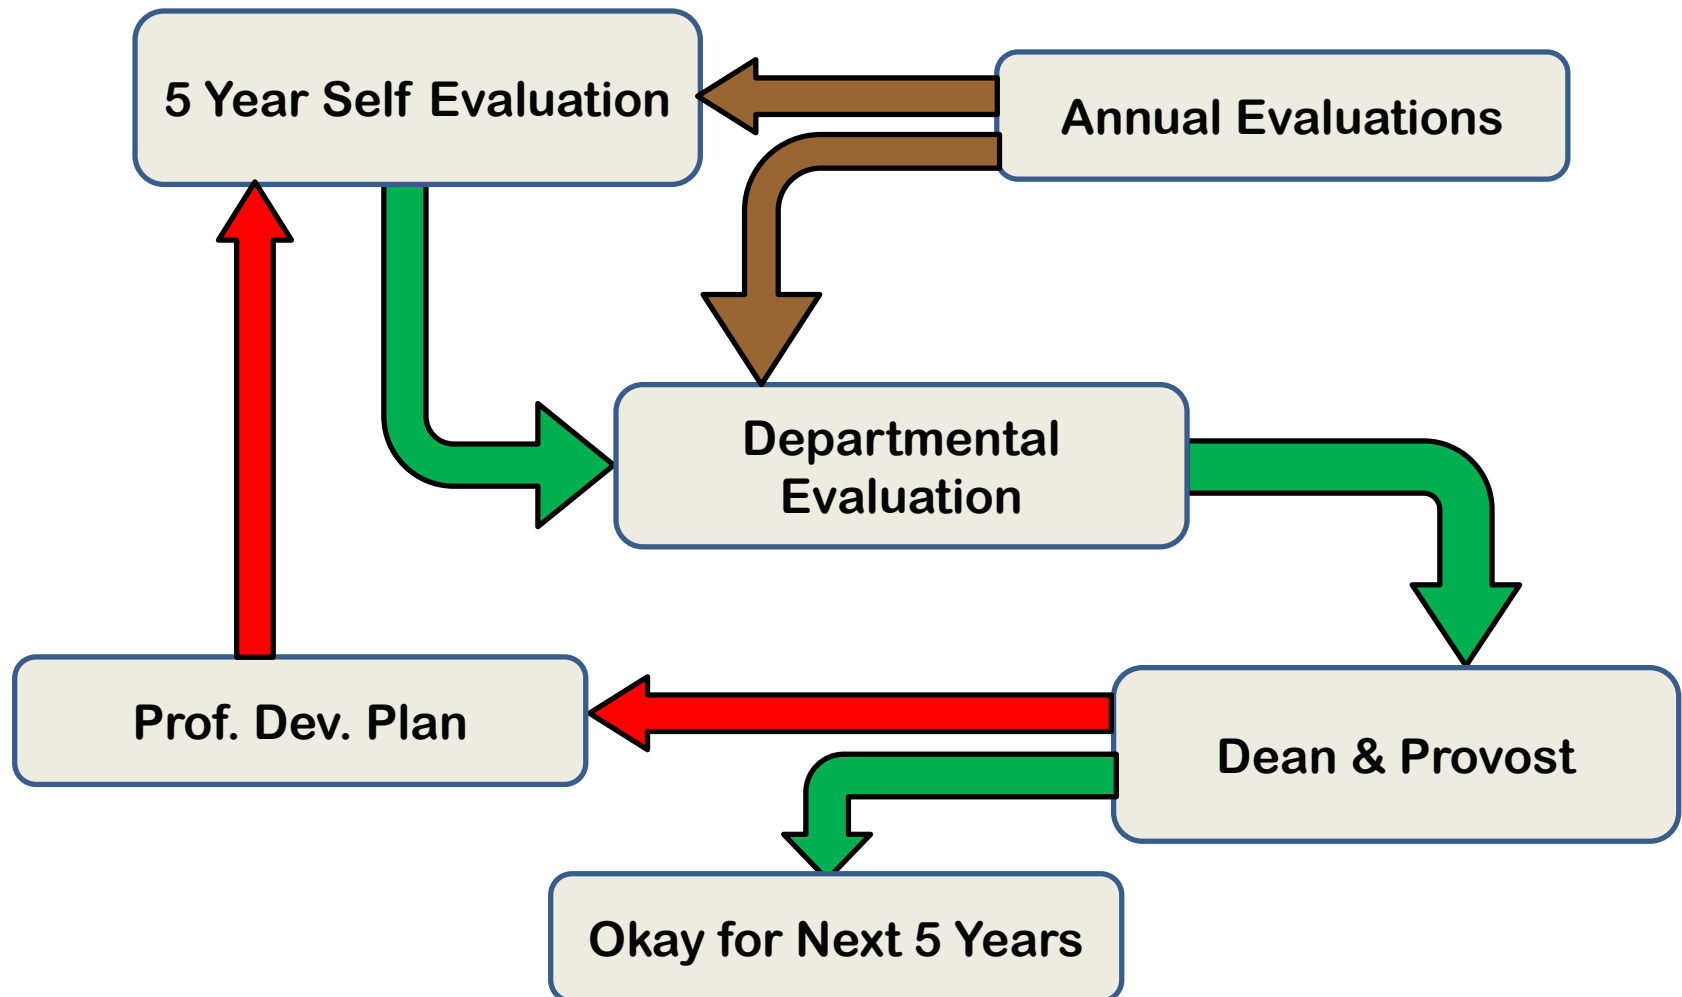 5 Year Self Evaluation
Annual Evaluations
Departmental
Evaluation
Prof. Dev. Plan
Dean & Provost
Okay for Next 5 Years